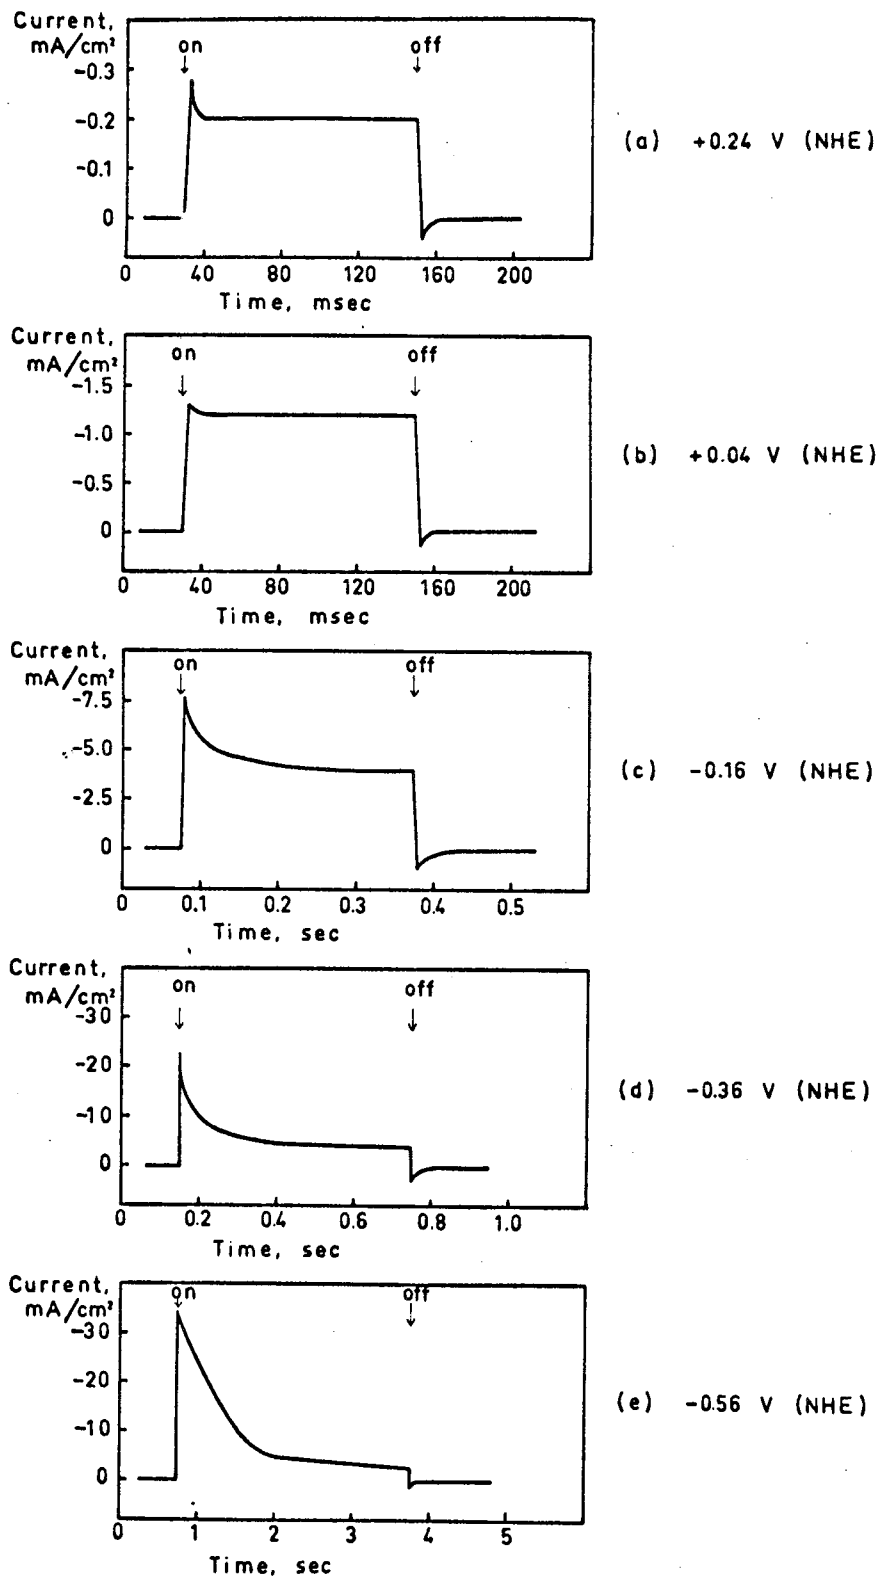 Current,
mA/cm²
on off
-0.3
-0.2
-0.1
0
0 40 80 120 160 200
Time, msec
(a) +0.24 V (NHE)
Current,
mA/cm²
on off
-1.5
-1.0
-0.5
0
0 40 80 120 160 200
Time, msec
(b) +0.04 V (NHE)
Current,
mA/cm²
on off
-7.5
-5.0
-2.5
0
0 0.1 0.2 0.3 0.4 0.5
Time, sec
(c) -0.16 V (NHE)
Current,
mA/cm²
on off
-30
-20
-10
0
0 0.2 0.4 0.6 0.8 1.0
Time, sec
(d) -0.36 V (NHE)
Current,
mA/cm²
on off
-30
-20
-10
0
0 1 2 3 4 5
Time, sec
(e) -0.56 V (NHE)